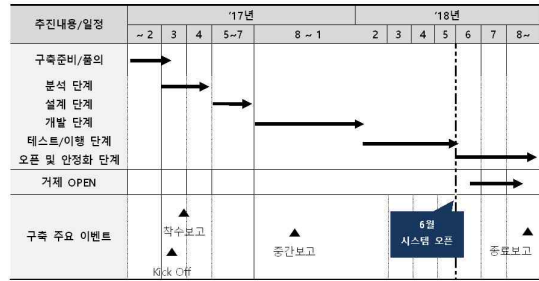 추진내용/일정
'17년
'18년
~ 2
3
4
5~7
8 ~ 1
2
3
4
5
6
7
8~
구축준비/품의
분석 단계
설계 단계
개발 단계
테스트/이행 단계
오픈 및 안정화 단계
거제 OPEN
구축 주요 이벤트
착수보고
Kick Off
중간보고
6월
시스템 오픈
종료보고